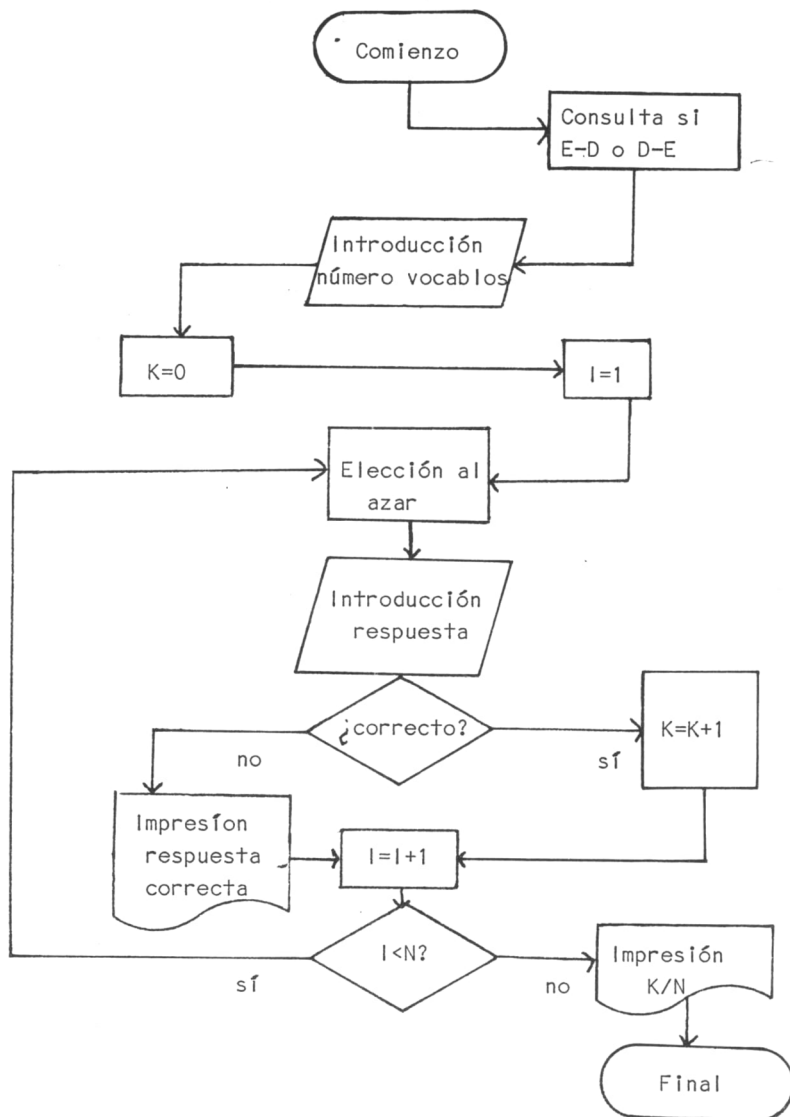 Comienzo
Consulta si
E-D o D-E
Introducción
número vocablos
K=0
I=1
Elección al
azar
Introducción
respuesta
¿correcto?
no
sí
K=K+1
Impresíon
respuesta
correcta
I=I+1
I<N?
sí
no
Impresión
K/N
Final